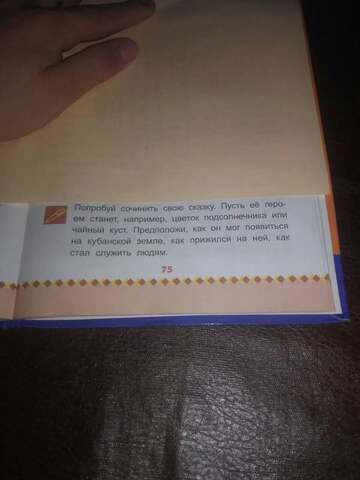 Попробуй сочинить свою сказку. Пусть её геро-
ем станет, например, цветок подсолнечника или
чайный куст. Предположи, как он мог появиться
на кубанской земле, как прижился на ней, как
стал служить людям.
75